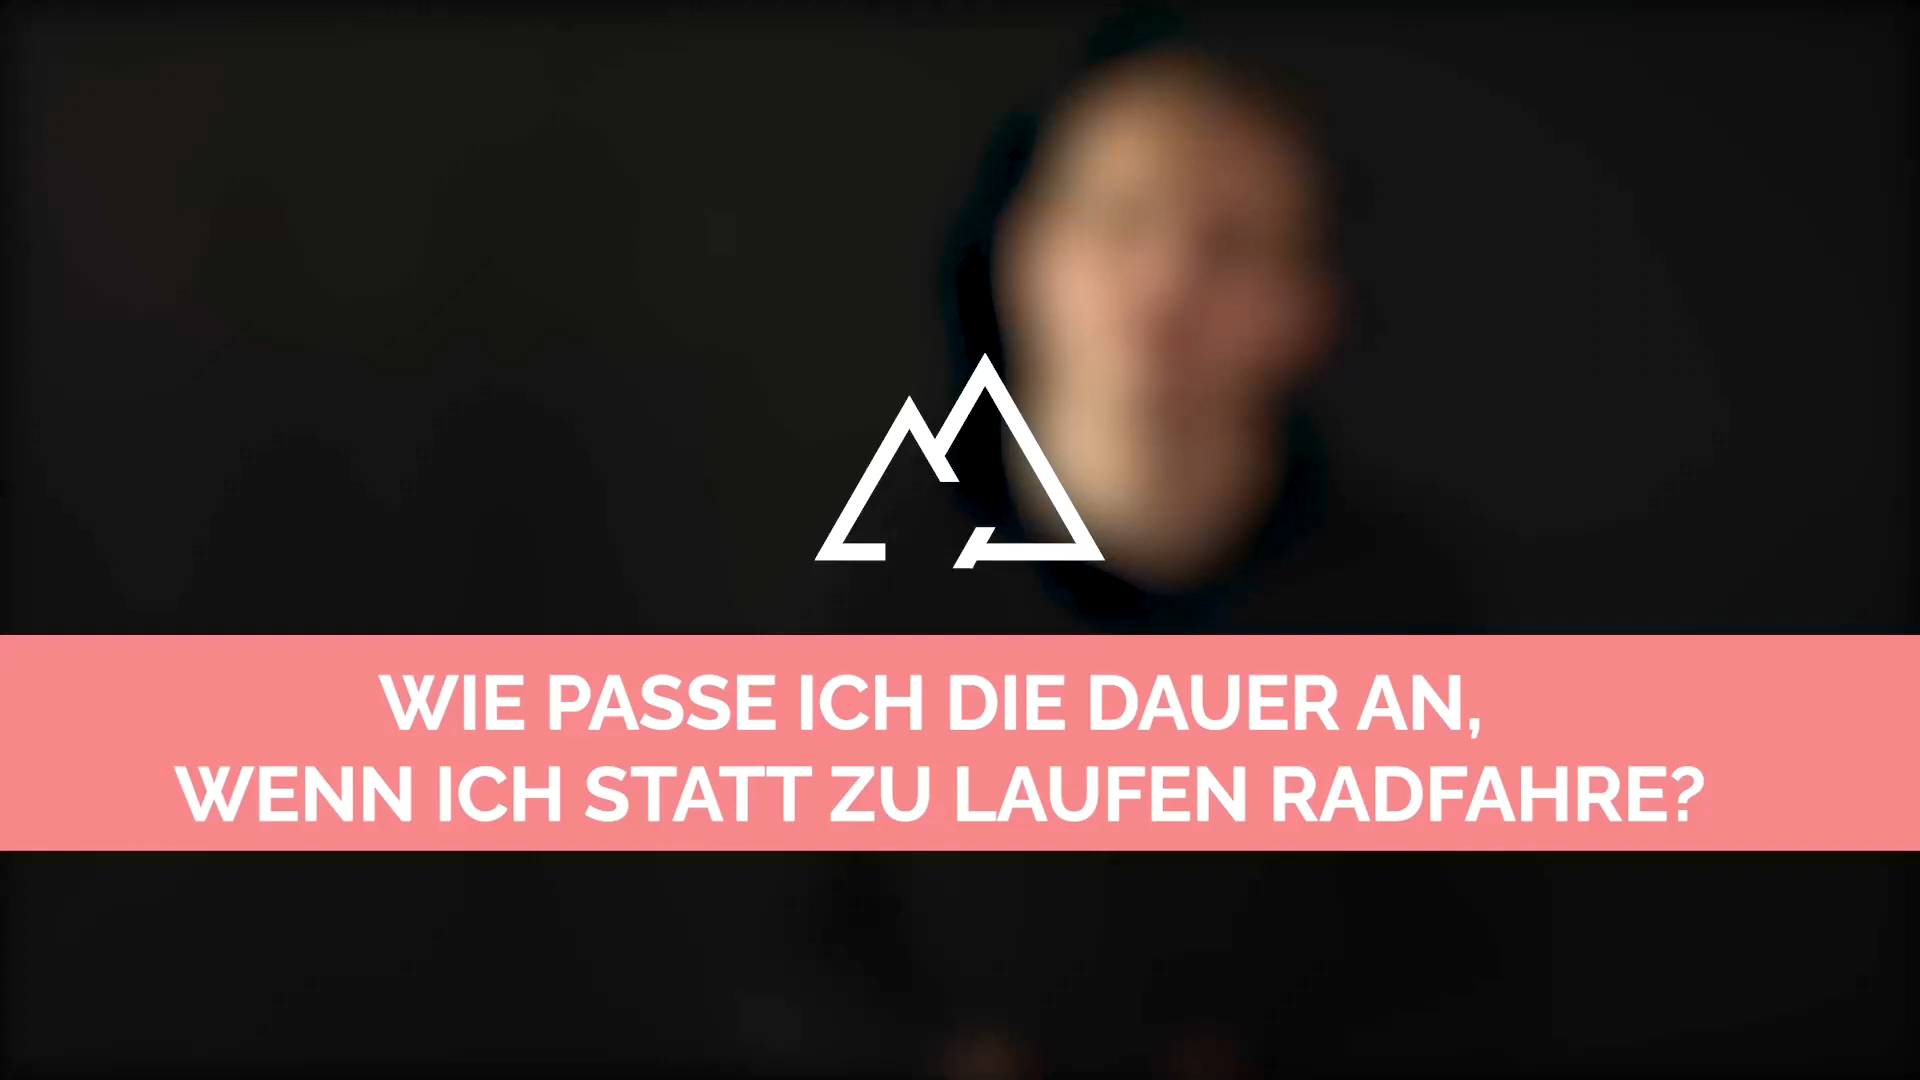 WIE PASSE ICH DIE DAUER AN,
WENN ICH STATT ZU LAUFEN RADFAHRE?